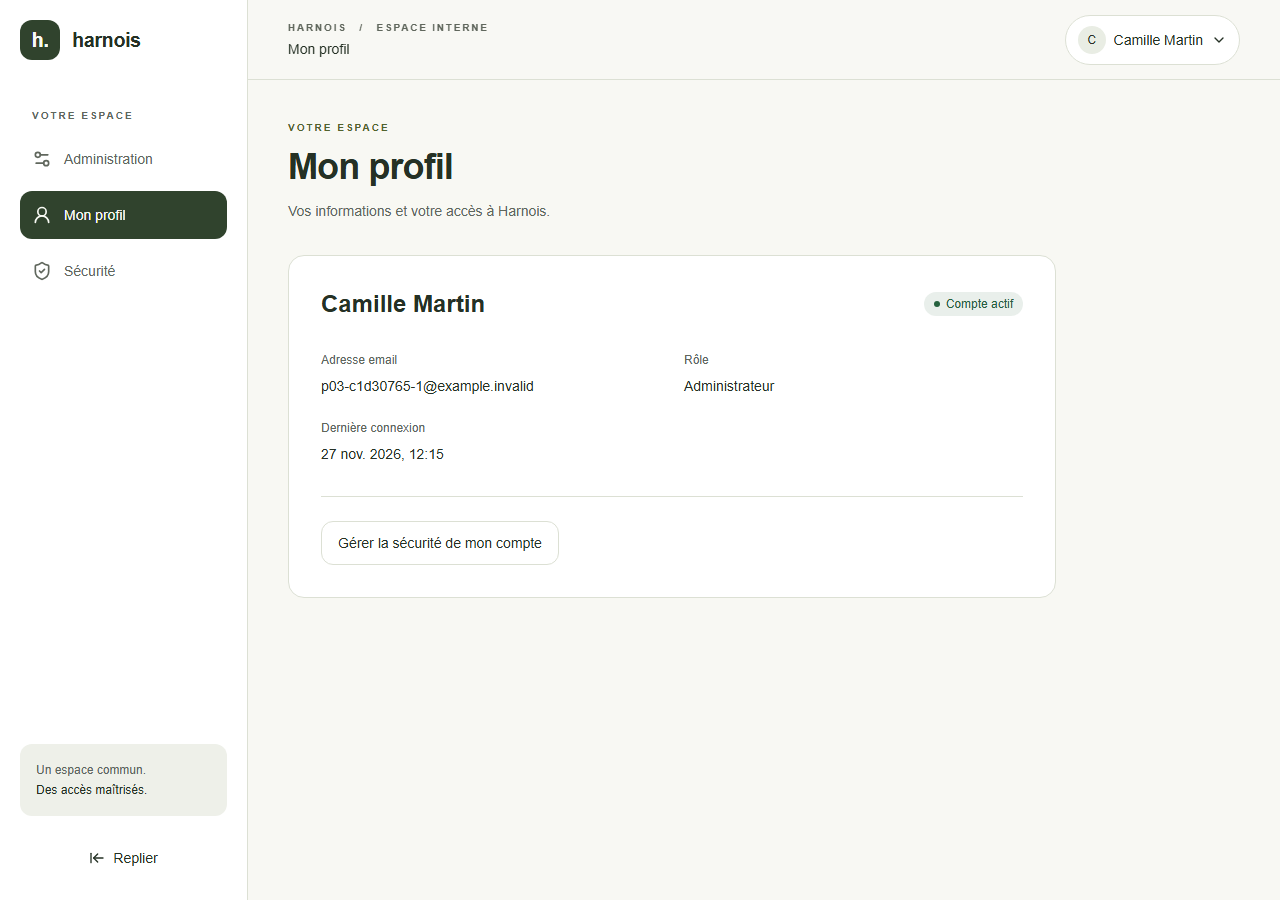 h. harnois
VOTRE ESPACE
Administration
Mon profil
Sécurité
Un espace commun.
Des accès maîtrisés.
Replier
HARNOIS / ESPACE INTERNE
Mon profil
C Camille Martin
VOTRE ESPACE
Mon profil
Vos informations et votre accès à Harnois.
Camille Martin
Compte actif
Adresse email
p03-c1d30765-1@example.invalid
Rôle
Administrateur
Dernière connexion
27 nov. 2026, 12:15
Gérer la sécurité de mon compte